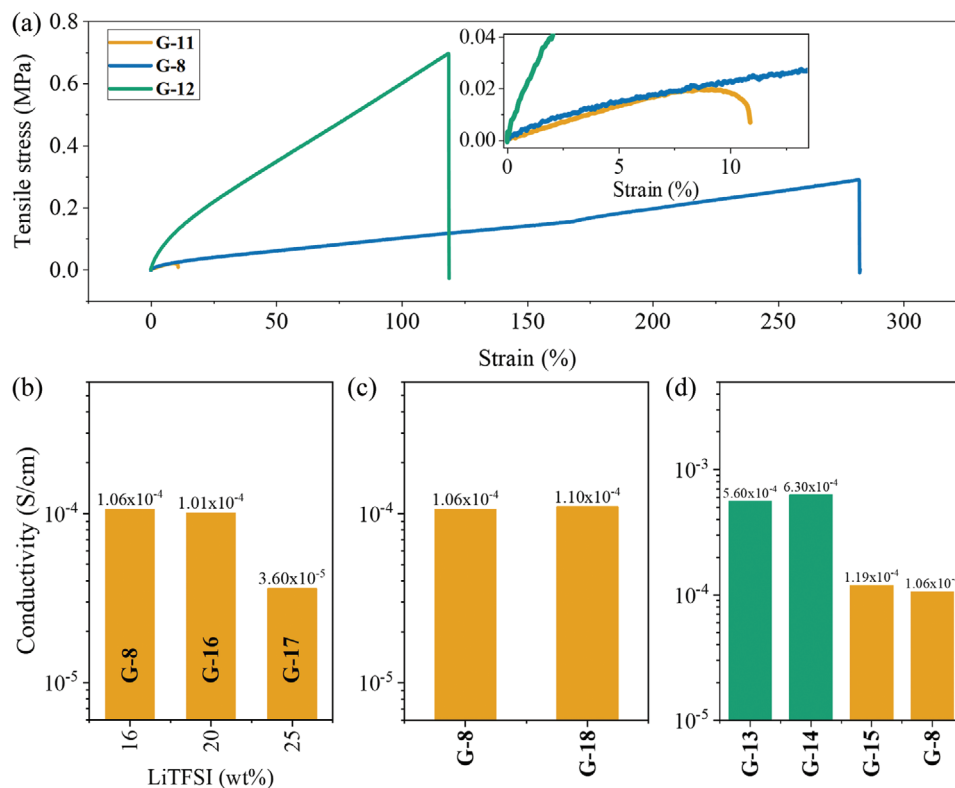 (a)
0.8
0.6
0.4
0.2
0.0
Tensile stress (MPa)
G-11
G-8
G-12
0.04
0.02
0.00
0 5 10
Strain (%)
0 50 100 150 200 250 300
Strain (%)
(b)
Conductivity (S/cm)
10⁻⁴
10⁻⁵
1.06x10⁻⁴
1.01x10⁻⁴
3.60x10⁻⁵
G-8
G-16
G-17
16 20 25
LiTFSI (wt%)
(c)
10⁻⁴
10⁻⁵
1.06x10⁻⁴
1.10x10⁻⁴
G-8
G-18
(d)
10⁻³
10⁻⁴
10⁻⁵
5.60x10⁻⁴
6.30x10⁻⁴
1.19x10⁻⁴
1.06x10⁻⁴
G-13
G-14
G-15
G-8